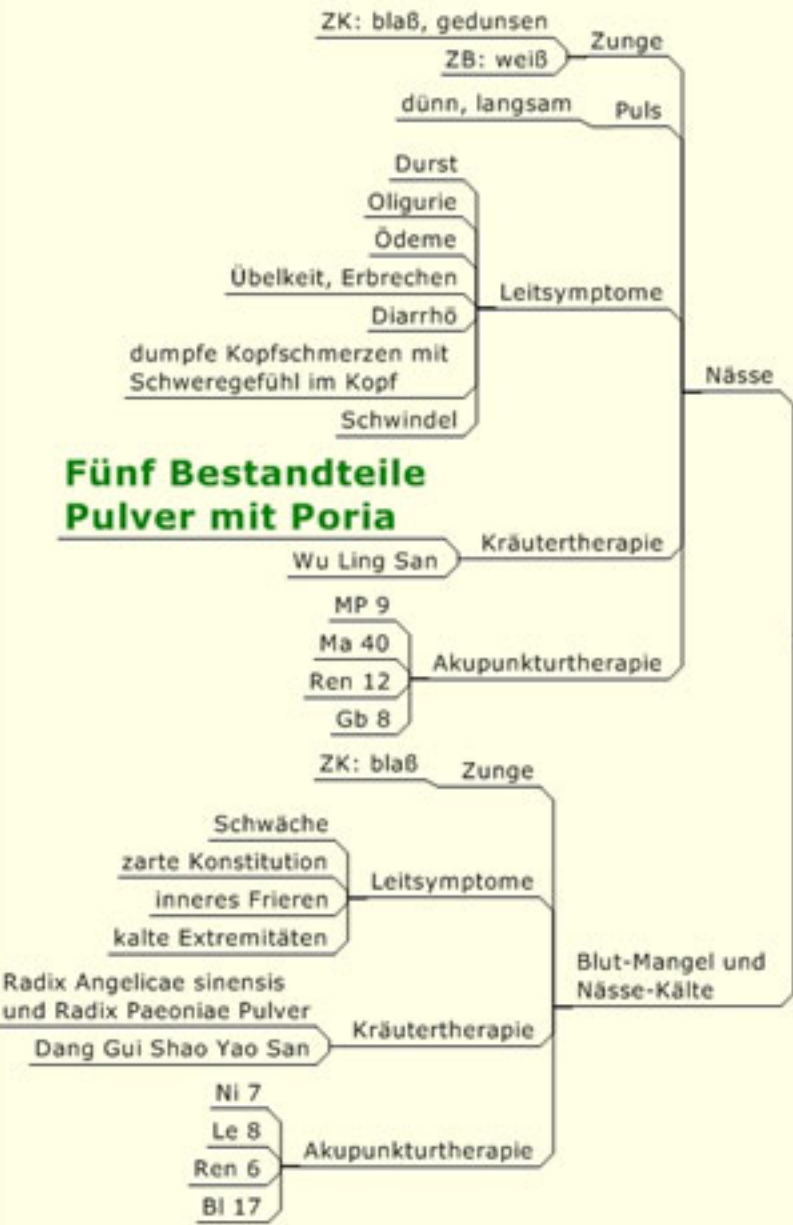 ZK: blaß, gedunsen
Zunge
ZB: weiß
dünn, langsam
Puls
Durst
Oligurie
Ödeme
Übelkeit, Erbrechen
Leitsymptome
Diarrhö
dumpfe Kopfschmerzen mit
Schweregefühl im Kopf
Nässe
Schwindel
Fünf Bestandteile
Pulver mit Poria
Kräutertherapie
Wu Ling San
MP 9
Ma 40
Akupunkturtherapie
Ren 12
Gb 8
ZK: blaß
Zunge
Schwäche
zarte Konstitution
Leitsymptome
inneres Frieren
kalte Extremitäten
Blut-Mangel und
Nässe-Kälte
Radix Angelicae sinensis
und Radix Paeoniae Pulver
Kräutertherapie
Dang Gui Shao Yao San
Ni 7
Le 8
Akupunkturtherapie
Ren 6
Bl 17